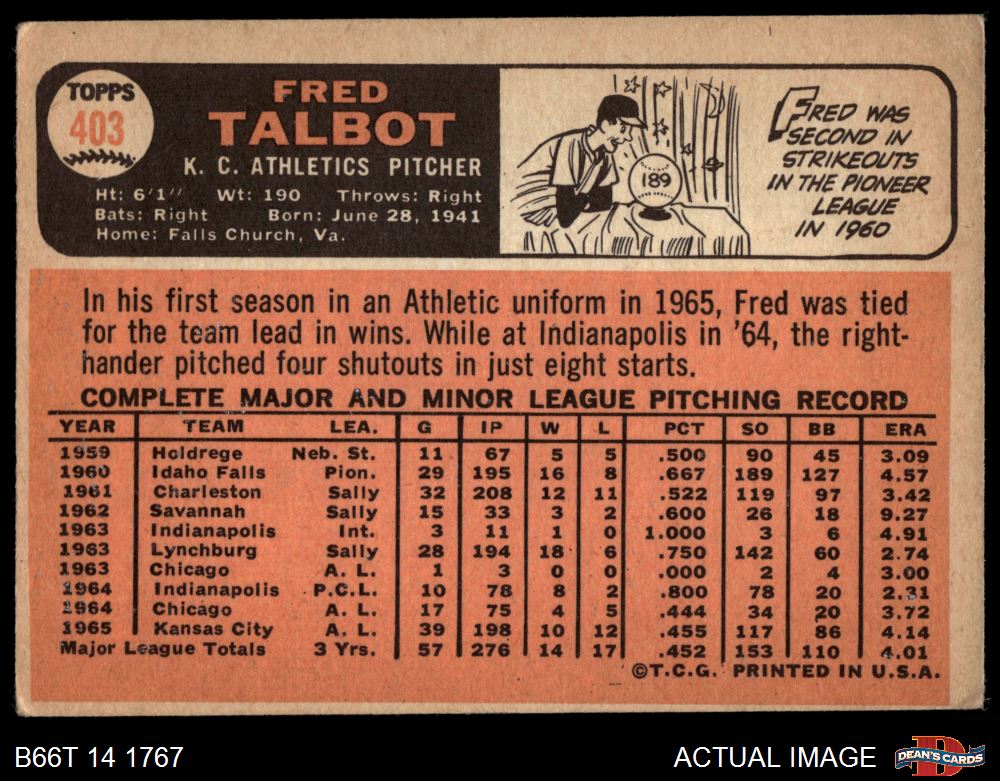 TOPPS
403
FRED
TALBOT
K. C. ATHLETICS PITCHER
Ht: 6'1" Wt: 190 Throws: Right
Bats: Right Born: June 28, 1941
Home: Falls Church, Va.
189
FRED WAS
SECOND IN
STRIKEOUTS
IN THE PIONEER
LEAGUE
IN 1960
In his first season in an Athletic uniform in 1965, Fred was tied
for the team lead in wins. While at Indianapolis in '64, the right-
hander pitched four shutouts in just eight starts.
COMPLETE MAJOR AND MINOR LEAGUE PITCHING RECORD
YEAR TEAM LEA. G IP W L PCT SO BB ERA
1959 Holdrege Neb. St. 11 67 5 5 .500 90 45 3.09
1960 Idaho Falls Pion. 29 195 16 8 .667 189 127 4.57
1961 Charleston Sally 32 208 12 11 .522 119 97 3.42
1962 Savannah Sally 15 33 3 2 .600 26 18 9.27
1963 Indianapolis Int. 3 11 1 0 1.000 3 6 4.91
1963 Lynchburg Sally 28 194 18 6 .750 142 60 2.74
1963 Chicago A. L. 1 3 0 0 .000 2 4 3.00
1964 Indianapolis P.C.L. 10 78 8 2 .800 78 20 2.31
1964 Chicago A. L. 17 75 4 5 .444 34 20 3.72
1965 Kansas City A. L. 39 198 10 12 .455 117 86 4.14
Major League Totals 3 Yrs. 57 276 14 17 .452 153 110 4.01
©T.C.G. PRINTED IN U.S.A.
B66T 14 1767
ACTUAL IMAGE
D
DEAN'S CARDS